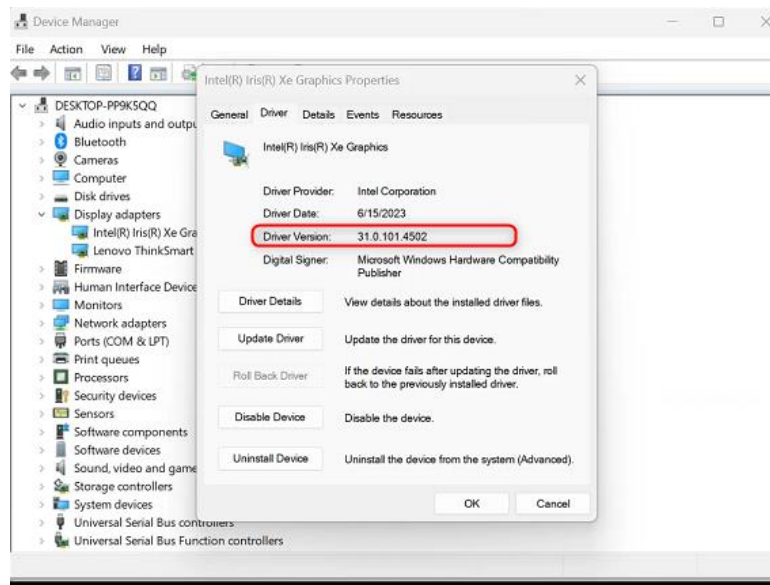 Device Manager
File Action View Help
Intel(R) Iris(R) Xe Graphics Properties
DESKTOP-PP9K5QQ
Audio inputs and outpu
Bluetooth
Cameras
Computer
Disk drives
Display adapters
Intel(R) Iris(R) Xe Gra
Lenovo ThinkSmart
Firmware
Human Interface Device
Monitors
Network adapters
Ports (COM & LPT)
Print queues
Processors
Security devices
Sensors
Software components
Software devices
Sound, video and game
Storage controllers
System devices
Universal Serial Bus controllers
Universal Serial Bus Function controllers
General Driver Details Events Resources
Intel(R) Iris(R) Xe Graphics
Driver Provider: Intel Corporation
Driver Date: 6/15/2023
Driver Version: 31.0.101.4502
Digital Signer: Microsoft Windows Hardware Compatibility
Publisher
Driver Details View details about the installed driver files.
Update Driver Update the driver for this device.
Roll Back Driver If the device fails after updating the driver, roll
back to the previously installed driver.
Disable Device Disable the device.
Uninstall Device Uninstall the device from the system (Advanced).
OK Cancel